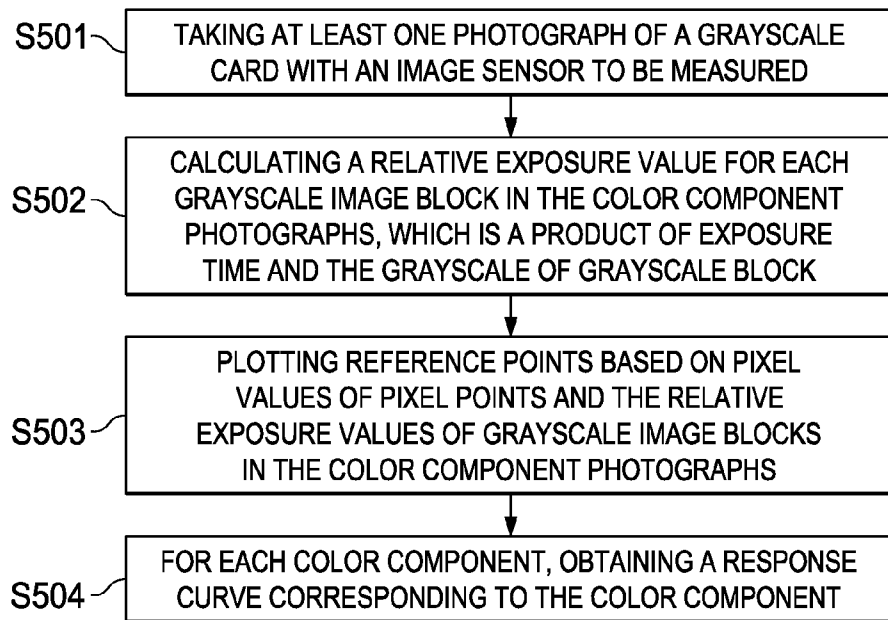 S501
TAKING AT LEAST ONE PHOTOGRAPH OF A GRAYSCALE
CARD WITH AN IMAGE SENSOR TO BE MEASURED
S502
CALCULATING A RELATIVE EXPOSURE VALUE FOR EACH
GRAYSCALE IMAGE BLOCK IN THE COLOR COMPONENT
PHOTOGRAPHS, WHICH IS A PRODUCT OF EXPOSURE
TIME AND THE GRAYSCALE OF GRAYSCALE BLOCK
S503
PLOTTING REFERENCE POINTS BASED ON PIXEL
VALUES OF PIXEL POINTS AND THE RELATIVE
EXPOSURE VALUES OF GRAYSCALE IMAGE BLOCKS
IN THE COLOR COMPONENT PHOTOGRAPHS
S504
FOR EACH COLOR COMPONENT, OBTAINING A RESPONSE
CURVE CORRESPONDING TO THE COLOR COMPONENT